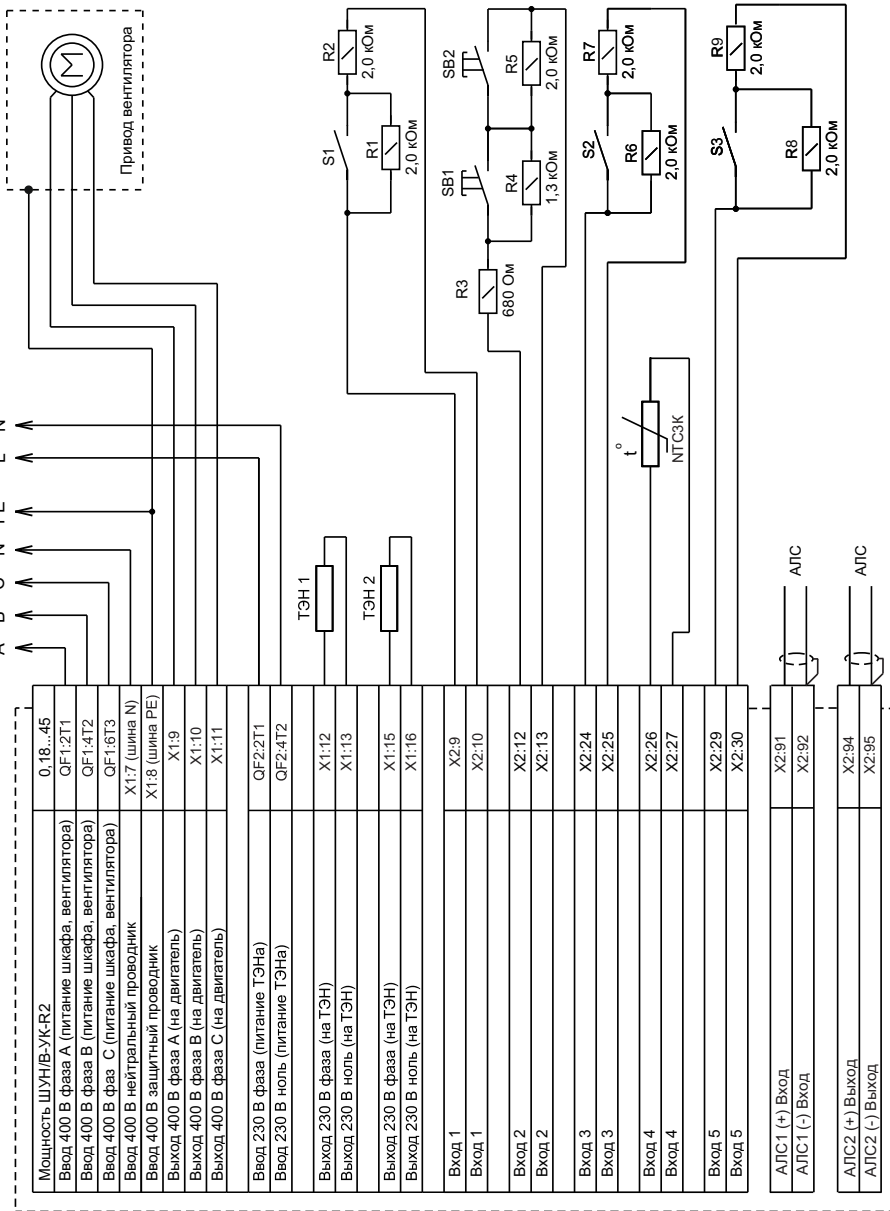 A B C N PE L N
Привод вентилятора
M
Мощность ШУН/В-УК-R2 0,18...45
Ввод 400 В фаза А (питание шкафа, вентилятора) QF1:2T1
Ввод 400 В фаза В (питание шкафа, вентилятора) QF1:4T2
Ввод 400 В фаз С (питание шкафа, вентилятора) QF1:6T3
Ввод 400 В нейтральный проводник X1:7 (шина N)
Ввод 400 В защитный проводник X1:8 (шина PE)
Выход 400 В фаза А (на двигатель) X1:9
Выход 400 В фаза В (на двигатель) X1:10
Выход 400 В фаза С (на двигатель) X1:11
Ввод 230 В фаза (питание ТЭНа) QF2:2T1
Ввод 230 В ноль (питание ТЭНа) QF2:4T2
Выход 230 В фаза (на ТЭН) X1:12
Выход 230 В ноль (на ТЭН) X1:13
ТЭН 1
Выход 230 В фаза (на ТЭН) X1:15
Выход 230 В ноль (на ТЭН) X1:16
ТЭН 2
Вход 1 X2:9
Вход 1 X2:10
S1
R1
2,0 кОм
R2
2,0 кОм
Вход 2 X2:12
Вход 2 X2:13
R3
680 Ом
SB1
R4
1,3 кОм
SB2
R5
2,0 кОм
Вход 3 X2:24
Вход 3 X2:25
S2
R6
2,0 кОм
R7
2,0 кОм
Вход 4 X2:26
Вход 4 X2:27
t°
NTC3K
Вход 5 X2:29
Вход 5 X2:30
S3
R8
2,0 кОм
R9
2,0 кОм
АЛС1 (+) Вход X2:91
АЛС1 (-) Вход X2:92
АЛС
АЛС2 (+) Выход X2:94
АЛС2 (-) Выход X2:95
АЛС